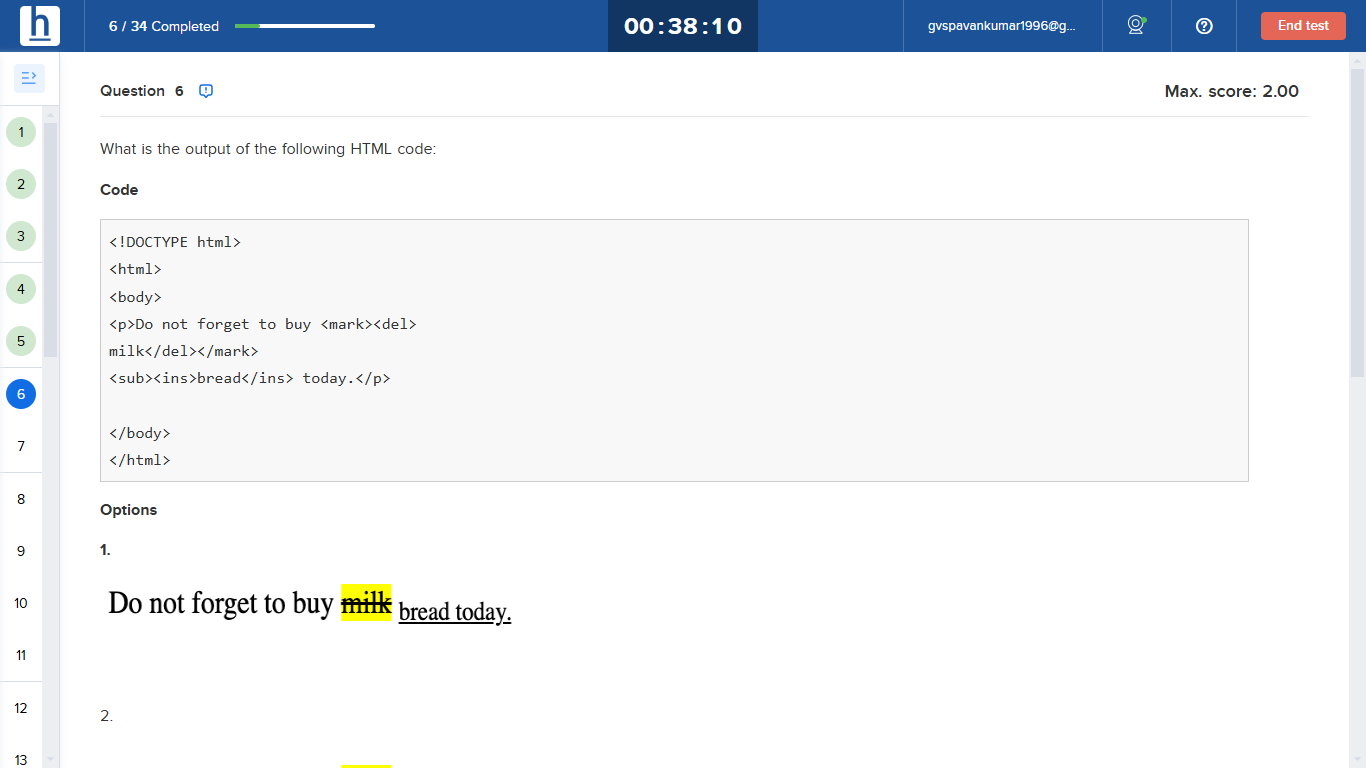 h 6 / 34 Completed 00:38:10 gvspavankumar1996@g... End test
Question 6 Max. score: 2.00
What is the output of the following HTML code:
Code
<!DOCTYPE html>
<html>
<body>
<p>Do not forget to buy <mark><del>
milk</del></mark>
<sub><ins>bread</ins> today.</p>
</body>
</html>
Options
1.
Do not forget to buy milk bread today.
2.
1
2
3
4
5
6
7
8
9
10
11
12
13